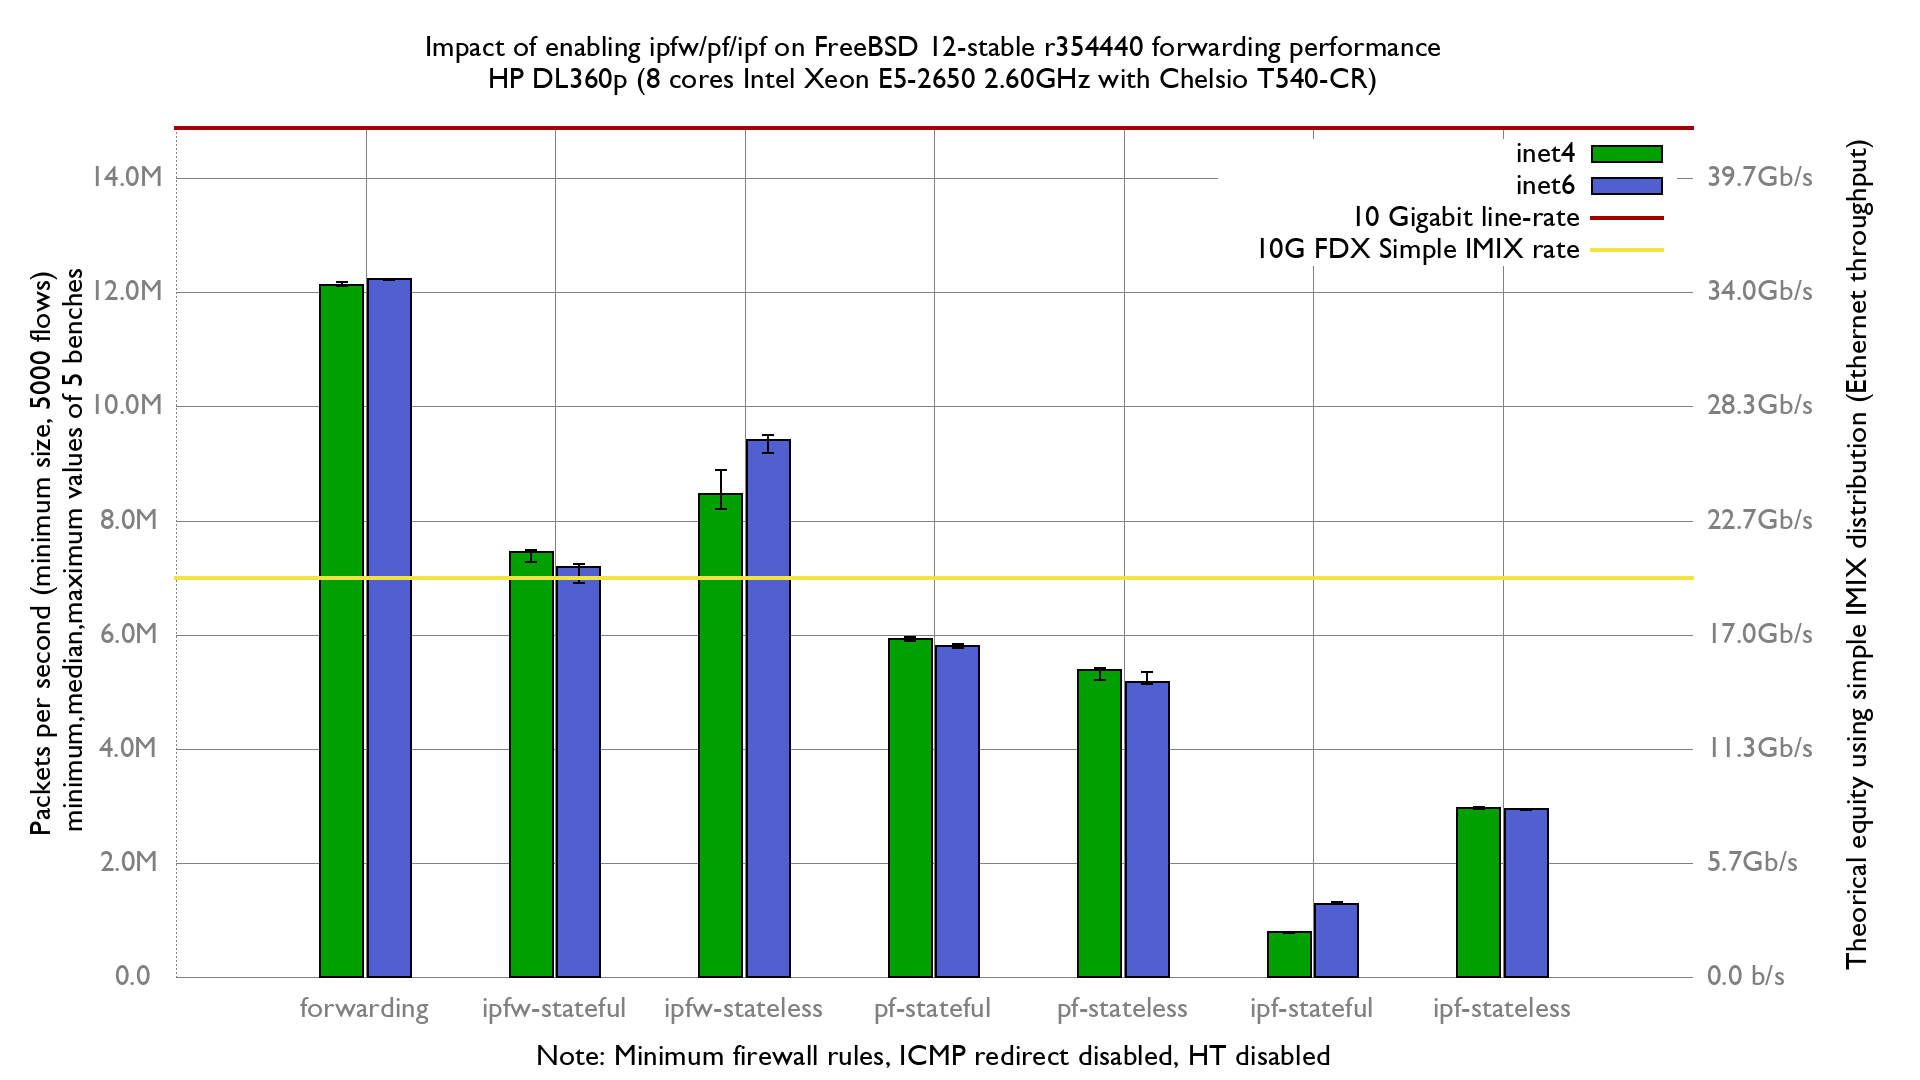 Impact of enabling ipfw/pf/ipf on FreeBSD 12-stable r354440 forwarding performance
HP DL360p (8 cores Intel Xeon E5-2650 2.60GHz with Chelsio T540-CR)
inet4
inet6
10 Gigabit line-rate
10G FDX Simple IMIX rate
Packets per second (minimum size, 5000 flows)
minimum,median,maximum values of 5 benches
14.0M
12.0M
10.0M
8.0M
6.0M
4.0M
2.0M
0.0
39.7Gb/s
34.0Gb/s
28.3Gb/s
22.7Gb/s
17.0Gb/s
11.3Gb/s
5.7Gb/s
0.0 b/s
Theorical equity using simple IMIX distribution (Ethernet throughput)
forwarding
ipfw-stateful
ipfw-stateless
pf-stateful
pf-stateless
ipf-stateful
ipf-stateless
Note: Minimum firewall rules, ICMP redirect disabled, HT disabled